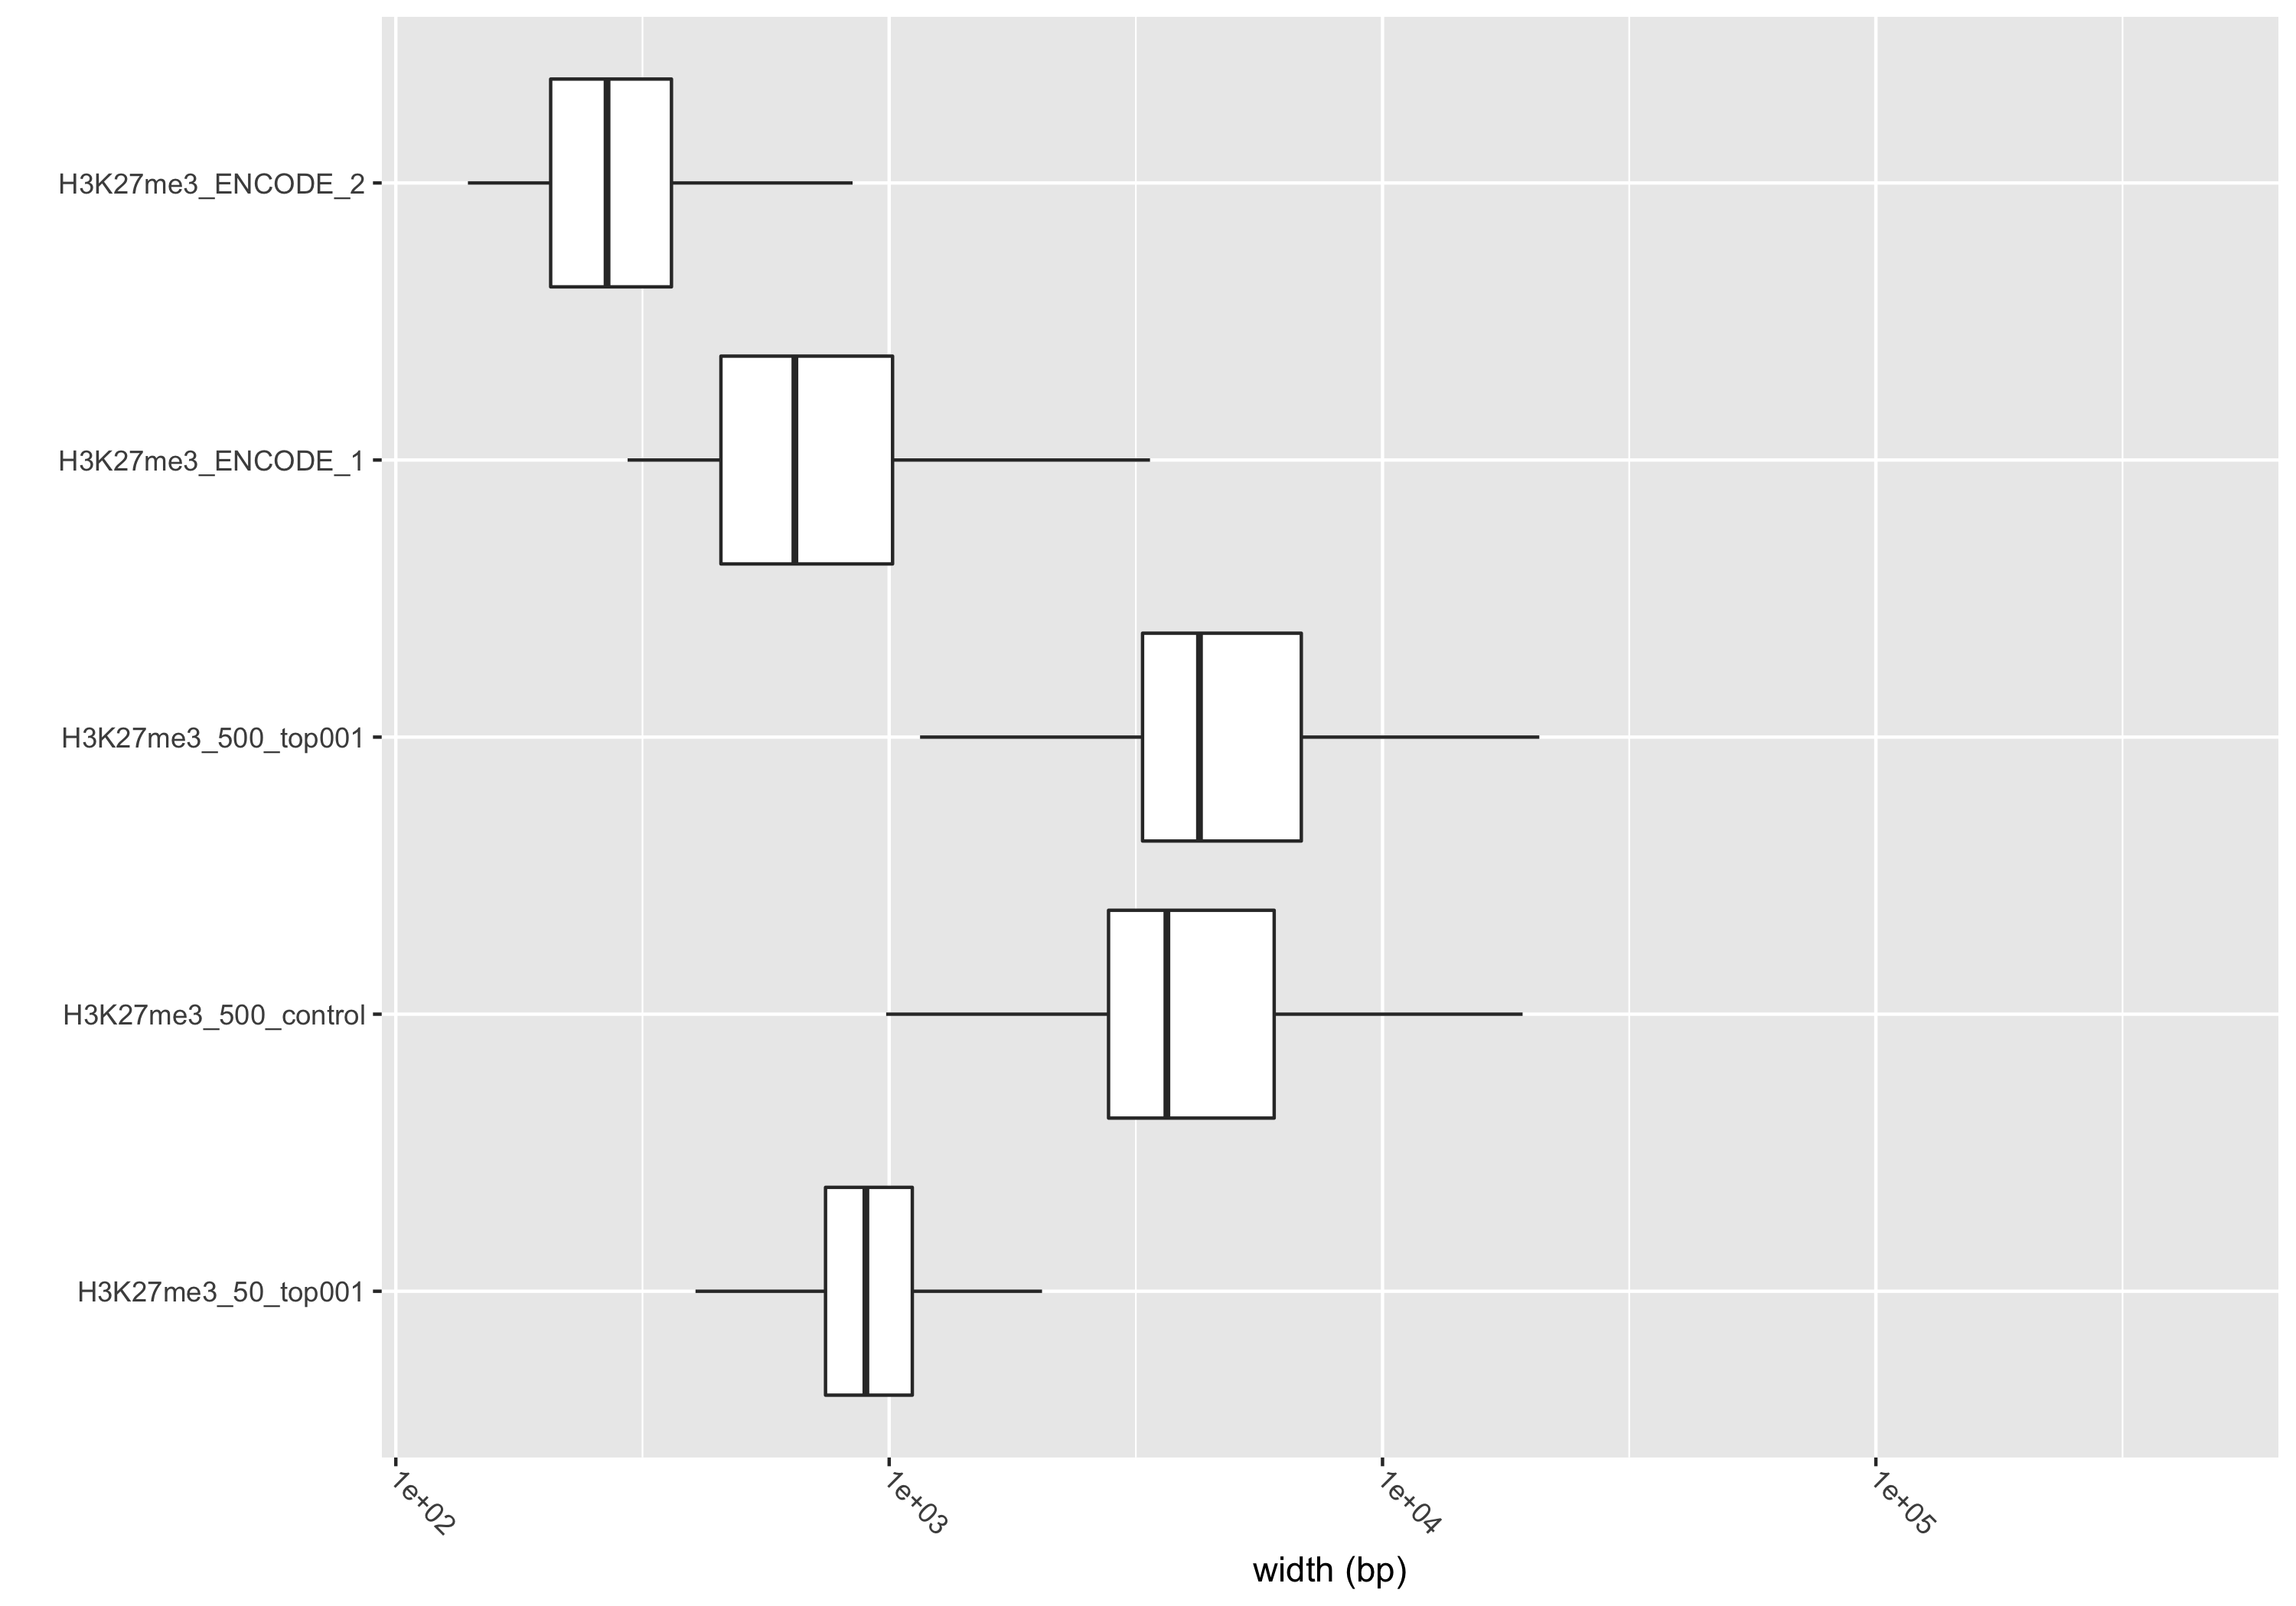 H3K27me3_ENCODE_2
H3K27me3_ENCODE_1
H3K27me3_500_top001
H3K27me3_500_control
H3K27me3_50_top001
1e+02
1e+03
1e+04
1e+05
width (bp)